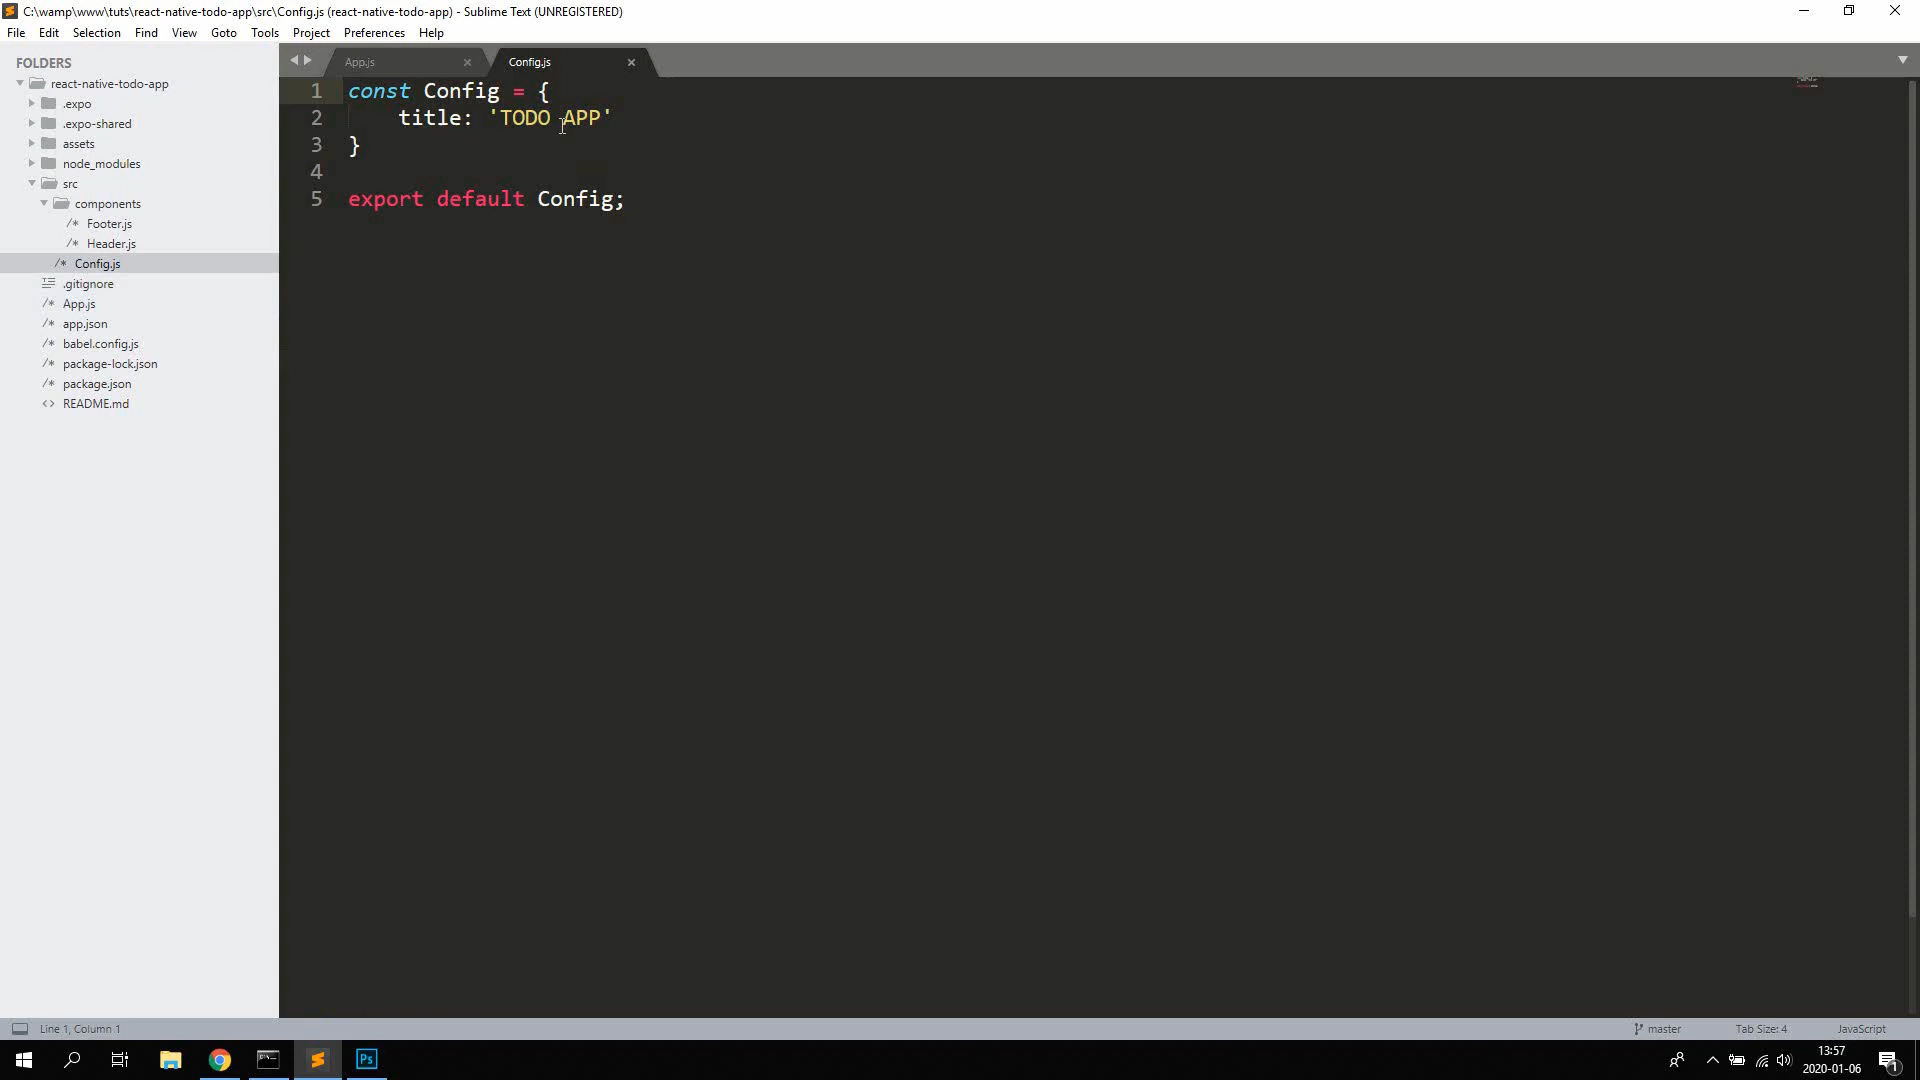 C:\wamp\www\tuts\react-native-todo-app\src\Config.js (react-native-todo-app) - Sublime Text (UNREGISTERED)
File Edit Selection Find View Goto Tools Project Preferences Help
FOLDERS
react-native-todo-app
.expo
.expo-shared
assets
node_modules
src
components
/* Footer.js
/* Header.js
/* Config.js
.gitignore
/* App.js
/* app.json
/* babel.config.js
/* package-lock.json
/* package.json
<> README.md
App.js × Config.js ×
1 const Config = {
2 title: 'TODO APP'
3 }
4
5 export default Config;
Line 1, Column 1
master Tab Size: 4 JavaScript
Ps
13:57
2020-01-06
1